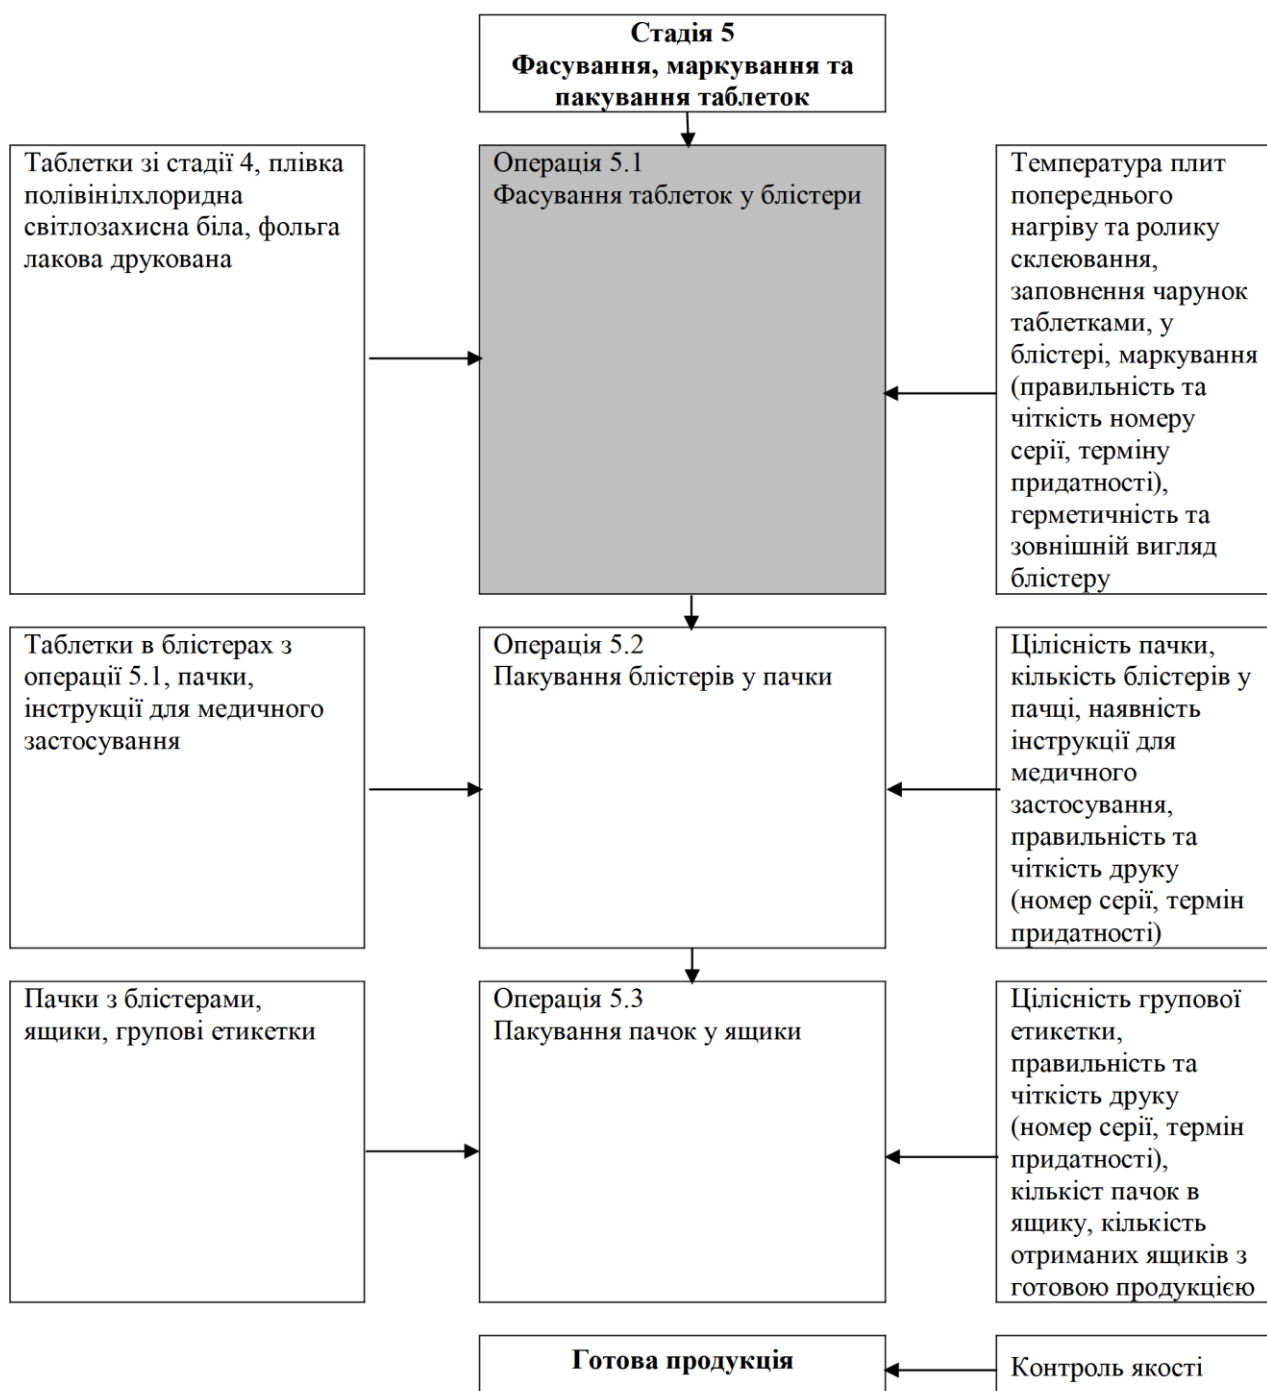 Стадія 5
Фасування, маркування та
пакування таблеток
Таблетки зі стадії 4, плівка
полівінілхлоридна
світлозахисна біла, фольга
лакова друкована
Операція 5.1
Фасування таблеток у блістери
Температура плит
попереднього
нагріву та ролику
склеювання,
заповнення чарунок
таблетками, у
блістері, маркування
(правильність та
чіткість номеру
серії, терміну
придатності),
герметичність та
зовнішній вигляд
блістеру
Таблетки в блістерах з
операції 5.1, пачки,
інструкції для медичного
застосування
Операція 5.2
Пакування блістерів у пачки
Цілісність пачки,
кількість блістерів у
пачці, наявність
інструкції для
медичного
застосування,
правильність та
чіткість друку
(номер серії, термін
придатності)
Пачки з блістерами,
ящики, групові етикетки
Операція 5.3
Пакування пачок у ящики
Цілісність групової
етикетки,
правильність та
чіткість друку
(номер серії, термін
придатності),
кількіст пачок в
ящику, кількість
отриманих ящиків з
готовою продукцією
Готова продукція
Контроль якості